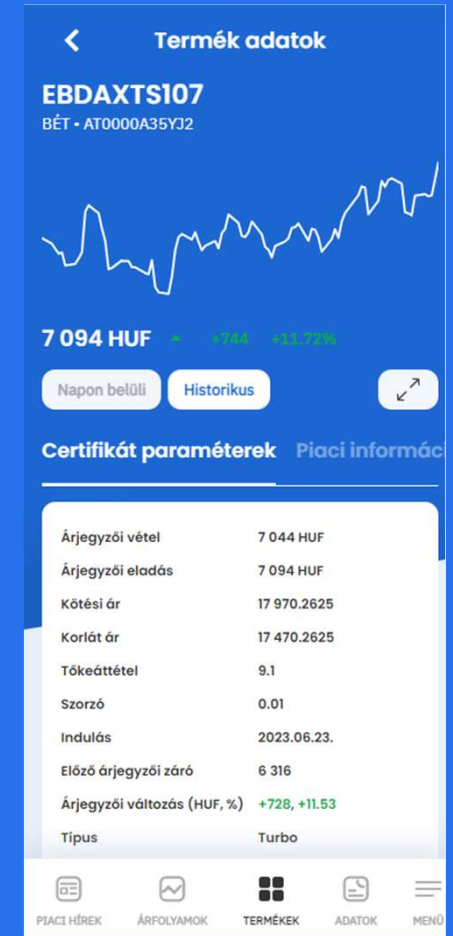 Termék adatok
EBDAXTS107
BÉT • AT0000A35YJ2
7 094 HUF +744 +11.72%
Napon belüli Historikus
Certifikát paraméterek Piaci informác
Árjegyzői vétel 7 044 HUF
Árjegyzői eladás 7 094 HUF
Kötési ár 17 970.2625
Korlát ár 17 470.2625
Tőkeáttétel 9.1
Szorzó 0.01
Indulás 2023.06.23.
Előző árjegyzői záró 6 316
Árjegyzői változás (HUF, %) +728, +11.53
Típus Turbo
PIACI HÍREK ÁRFOLYAMOK TERMÉKEK ADATOK MENÜ